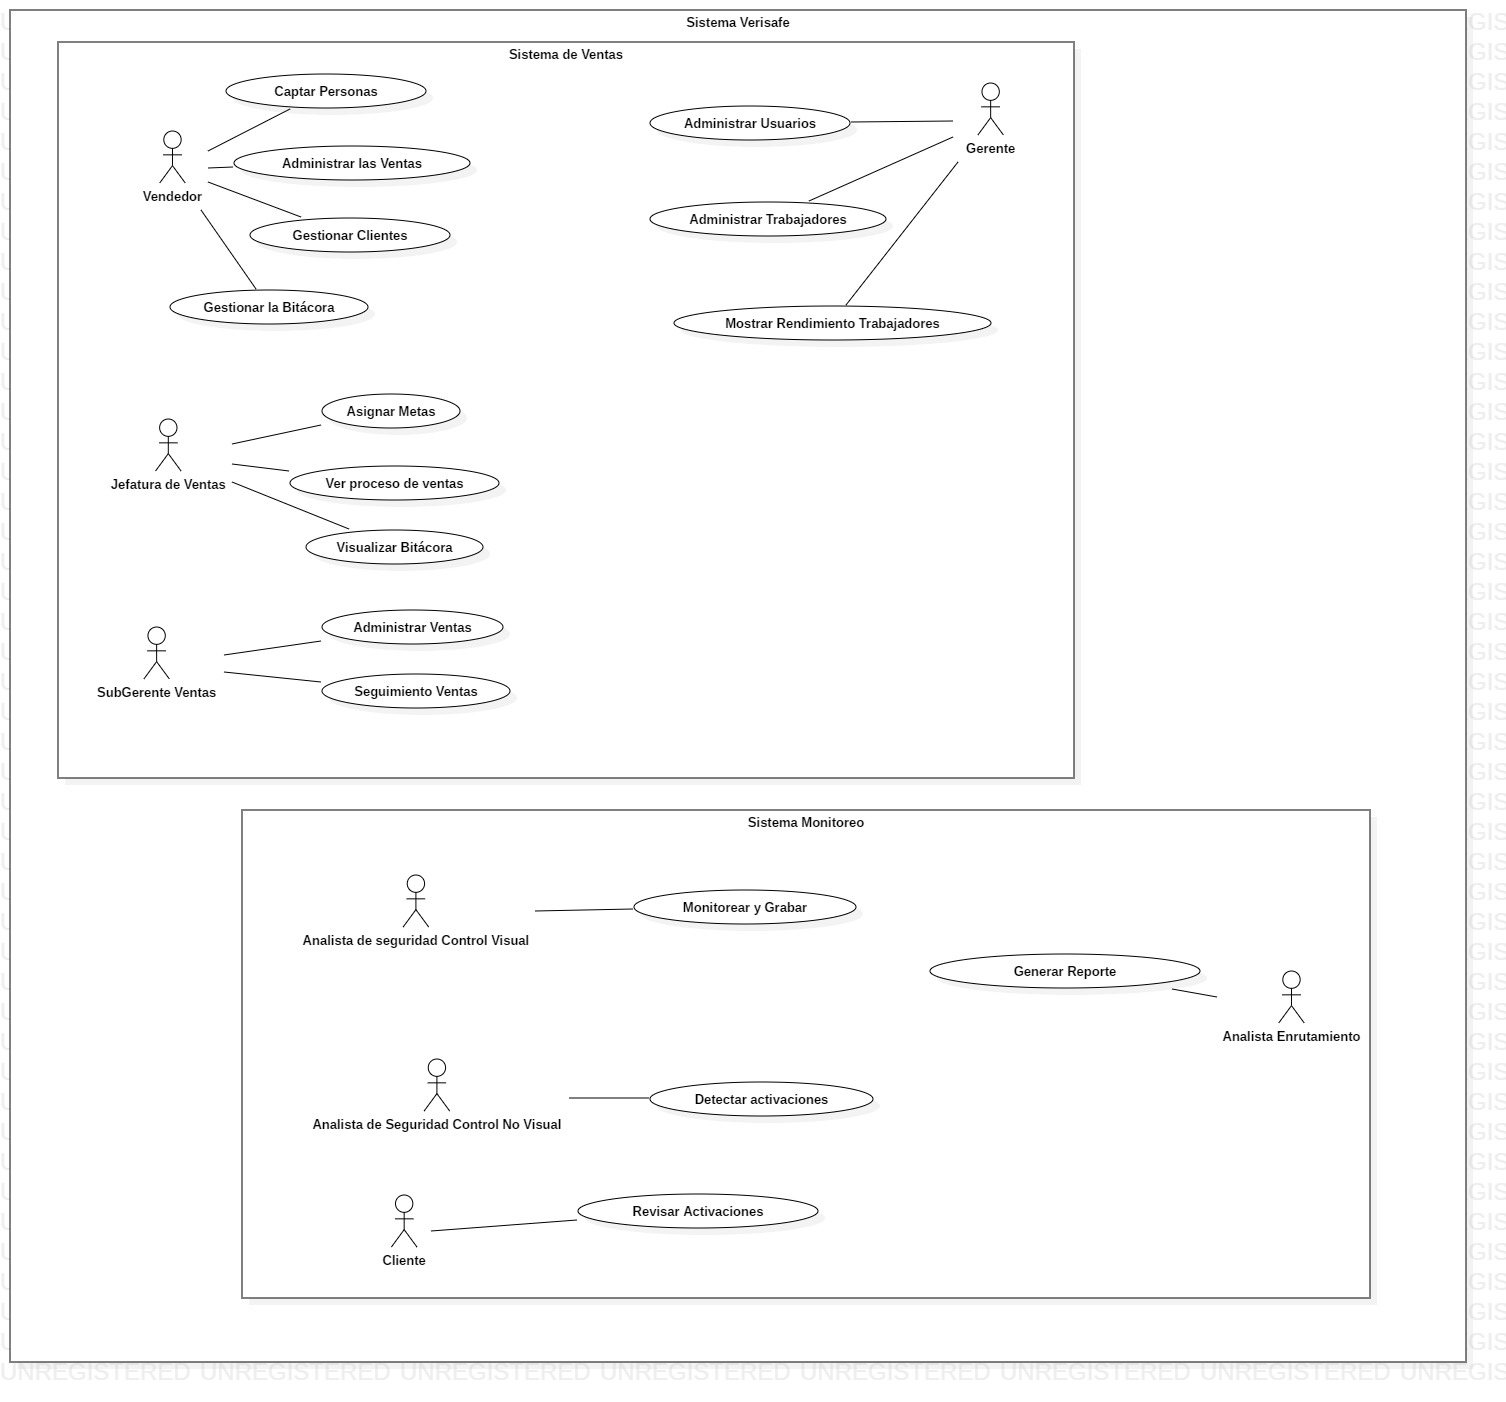 Sistema Verisafe
Sistema de Ventas
Captar Personas
Administrar las Ventas
Vendedor
Gestionar Clientes
Gestionar la Bitácora
Administrar Usuarios
Gerente
Administrar Trabajadores
Mostrar Rendimiento Trabajadores
Asignar Metas
Jefatura de Ventas
Ver proceso de ventas
Visualizar Bitácora
Administrar Ventas
SubGerente Ventas
Seguimiento Ventas
Sistema Monitoreo
Monitorear y Grabar
Analista de seguridad Control Visual
Generar Reporte
Analista Enrutamiento
Detectar activaciones
Analista de Seguridad Control No Visual
Revisar Activaciones
Cliente
UNREGISTERED UNREGISTERED UNREGISTERED UNREGISTERED UNREGISTERED UNREGISTERED UNREGISTERED UNREGIS